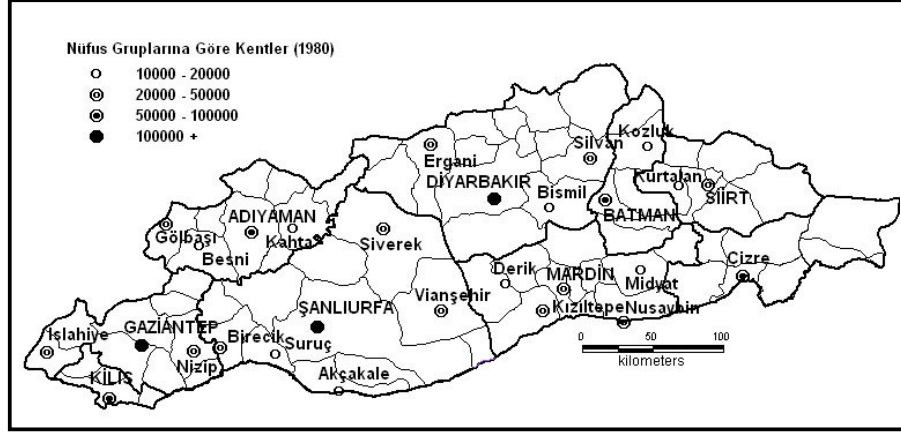 Nüfus Gruplarına Göre Kentler (1980)
10000 - 20000
20000 - 50000
50000 - 100000
100000 +
Kozluk
Silvan
Ergani
Kurtalan
DİYARBAKIR
Bismil
SİİRT
BATMAN
ADIYAMAN
Gölbaşı
Kahta
Siverek
Besni
Cizre
Derik
MARDİN
Midyat
Vianşehir
ŞANLIURFA
Kızıltepe
Nusaybin
GAZİANTEP
Islahiye
Birecik
Suruç
Nizip
KİLİS
Akçakale
0 50 100
kilometers